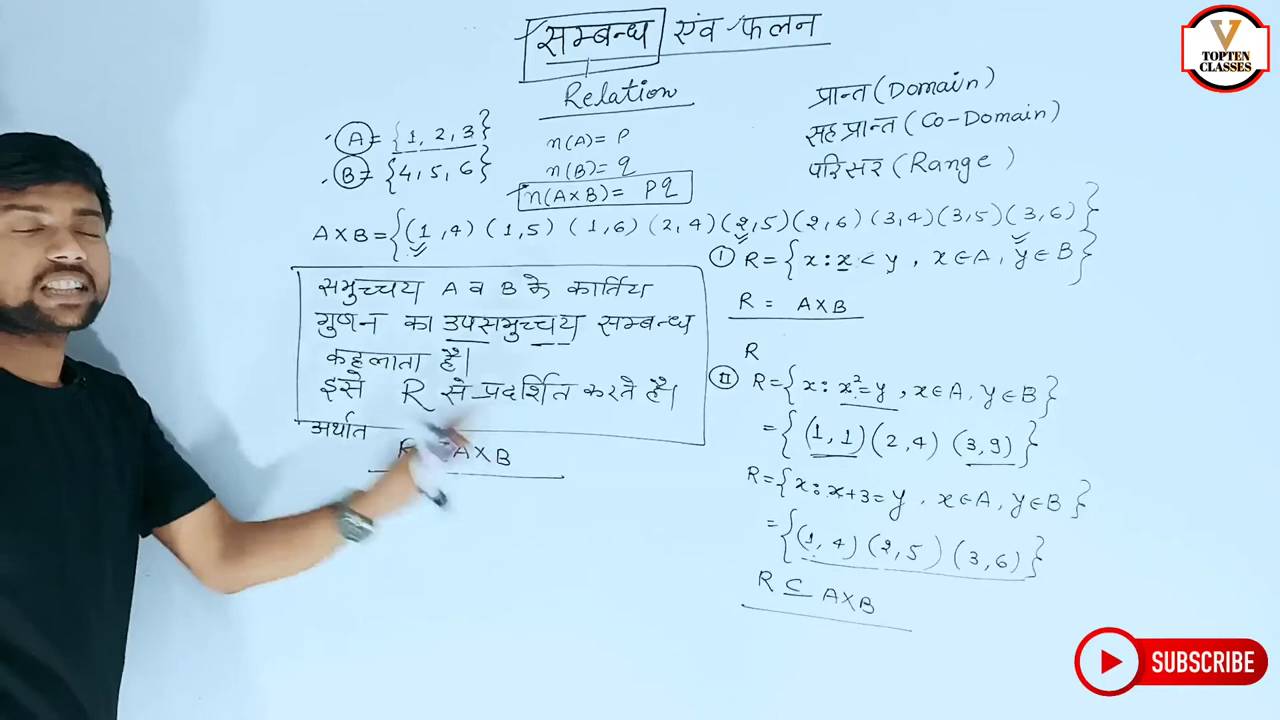 सम्बन्ध एंव फलन
Relation
A = {1, 2, 3}
B = {4, 5, 6}
n(A) = P
n(B) = q
n(A×B) = Pq
प्रान्त (Domain)
सह प्रान्त (Co-Domain)
परिसर (Range)
A×B = {(1,4) (1,5) (1,6) (2,4) (2,5) (2,6) (3,4) (3,5) (3,6)}
समुच्चय A व B के कार्तिय
गुणन का उपसमुच्चय सम्बन्ध
कहलाता है।
इसे R से प्रदर्शित करते है।
अर्थात
A×B
I R = {x : x < y, x∈A, y∈B}
R = A×B
R
II R = {x : x²=y, x∈A, y∈B}
= {(1,1) (2,4) (3,9)}
R = {x : x+3=y, x∈A, y∈B}
= {(1,4) (2,5) (3,6)}
R ⊆ A×B
V
TOPTEN
CLASSES
SUBSCRIBE